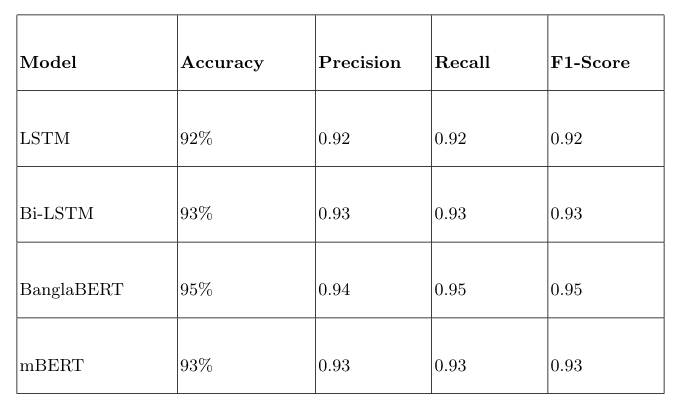 Model Accuracy Precision Recall F1-Score
LSTM 92% 0.92 0.92 0.92
Bi-LSTM 93% 0.93 0.93 0.93
BanglaBERT 95% 0.94 0.95 0.95
mBERT 93% 0.93 0.93 0.93